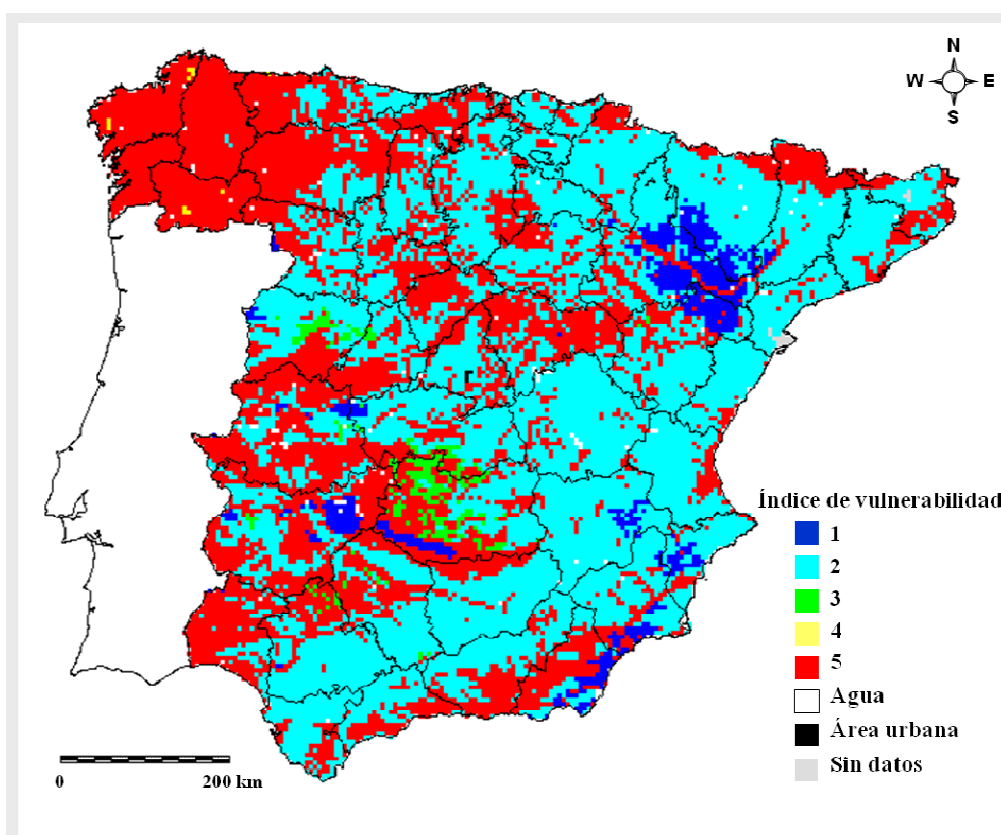 N
W E
S
Índice de vulnerabilidad
1
2
3
4
5
Agua
Área urbana
Sin datos
0 200 km